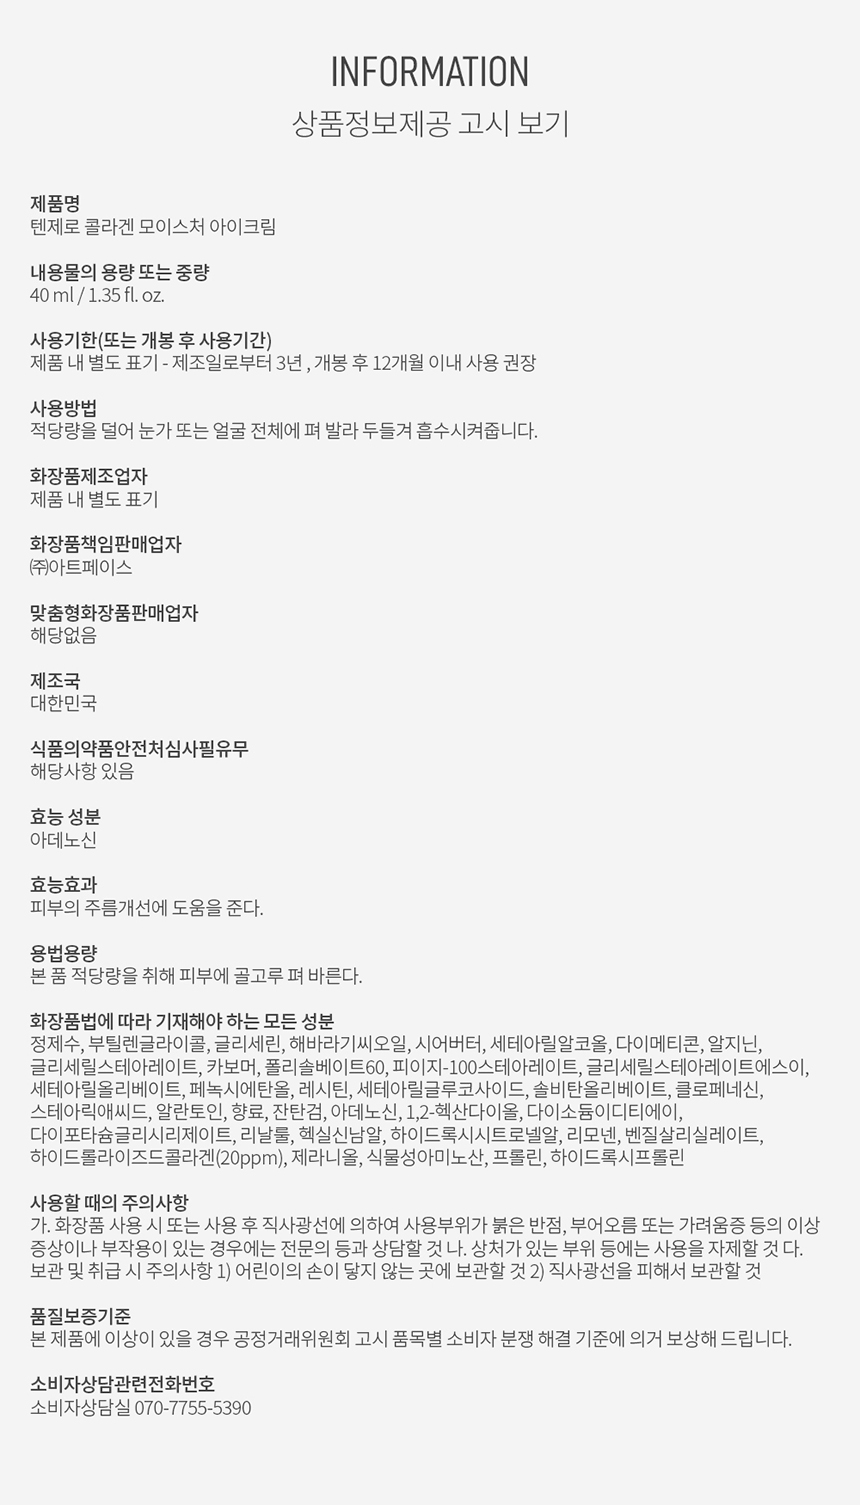 INFORMATION
상품정보제공 고시 보기
제품명
텐제로 콜라겐 모이스처 아이크림
내용물의 용량 또는 중량
40 ml / 1.35 fl. oz.
사용기한(또는 개봉 후 사용기간)
제품 내 별도 표기 - 제조일로부터 3년 , 개봉 후 12개월 이내 사용 권장
사용방법
적당량을 덜어 눈가 또는 얼굴 전체에 펴 발라 두들겨 흡수시켜줍니다.
화장품제조업자
제품 내 별도 표기
화장품책임판매업자
㈜아트페이스
맞춤형화장품판매업자
해당없음
제조국
대한민국
식품의약품안전처심사필유무
해당사항 있음
효능 성분
아데노신
효능효과
피부의 주름개선에 도움을 준다.
용법용량
본 품 적당량을 취해 피부에 골고루 펴 바른다.
화장품법에 따라 기재해야 하는 모든 성분
정제수, 부틸렌글라이콜, 글리세린, 해바라기씨오일, 시어버터, 세테아릴알코올, 다이메티콘, 알지닌,
글리세릴스테아레이트, 카보머, 폴리솔베이트60, 피이지-100스테아레이트, 글리세릴스테아레이트에스이,
세테아릴올리베이트, 페녹시에탄올, 레시틴, 세테아릴글루코사이드, 솔비탄올리베이트, 클로페네신,
스테아릭애씨드, 알란토인, 향료, 잔탄검, 아데노신, 1,2-헥산다이올, 다이소듐이디티에이,
다이포타슘글리시리제이트, 리날룰, 헥실신남알, 하이드록시시트로넬알, 리모넨, 벤질살리실레이트,
하이드롤라이즈드콜라겐(20ppm), 제라니올, 식물성아미노산, 프롤린, 하이드록시프롤린
사용할 때의 주의사항
가. 화장품 사용 시 또는 사용 후 직사광선에 의하여 사용부위가 붉은 반점, 부어오름 또는 가려움증 등의 이상
증상이나 부작용이 있는 경우에는 전문의 등과 상담할 것 나. 상처가 있는 부위 등에는 사용을 자제할 것 다.
보관 및 취급 시 주의사항 1) 어린이의 손이 닿지 않는 곳에 보관할 것 2) 직사광선을 피해서 보관할 것
품질보증기준
본 제품에 이상이 있을 경우 공정거래위원회 고시 품목별 소비자 분쟁 해결 기준에 의거 보상해 드립니다.
소비자상담관련전화번호
소비자상담실 070-7755-5390